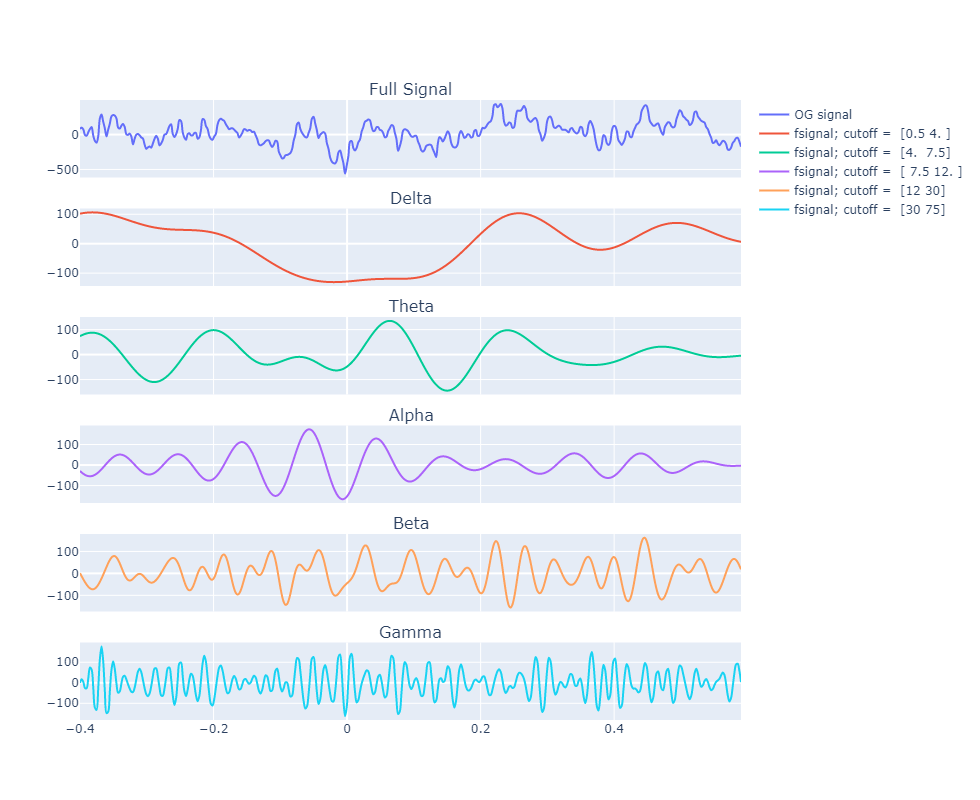 Full Signal
0
−500
OG signal
fsignal; cutoff =  [0.5 4. ]
fsignal; cutoff =  [4.  7.5]
fsignal; cutoff =  [ 7.5 12. ]
fsignal; cutoff =  [12 30]
fsignal; cutoff =  [30 75]
Delta
100
0
−100
Theta
100
0
−100
Alpha
100
0
−100
Beta
100
0
−100
Gamma
100
0
−100
−0.4 −0.2 0 0.2 0.4